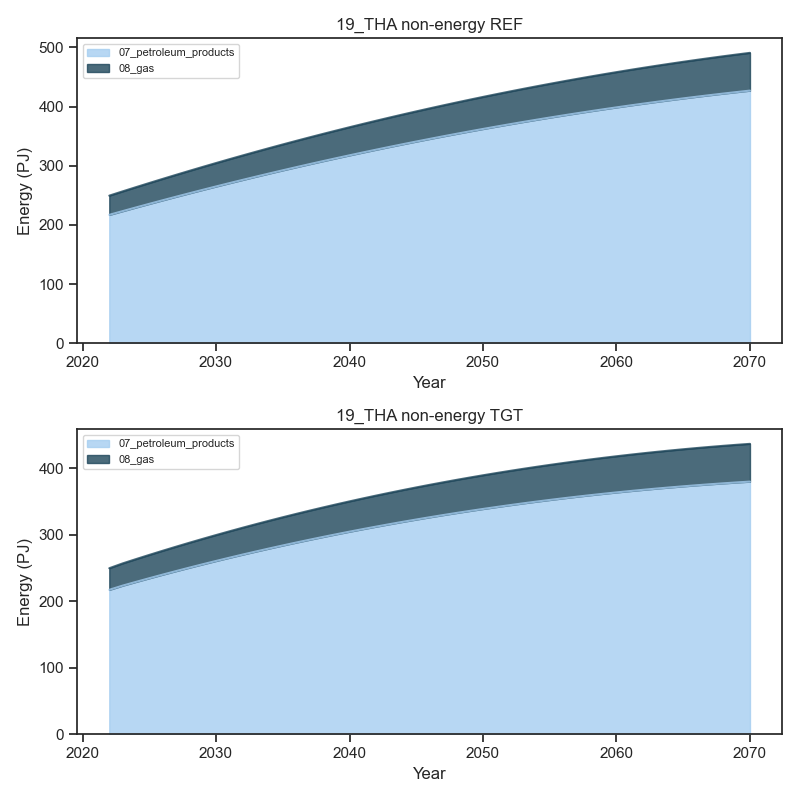 19_THA non-energy REF
07_petroleum_products
08_gas
500
400
300
200
100
0
Energy (PJ)
2020 2030 2040 2050 2060 2070
Year
19_THA non-energy TGT
07_petroleum_products
08_gas
400
300
200
100
0
Energy (PJ)
2020 2030 2040 2050 2060 2070
Year